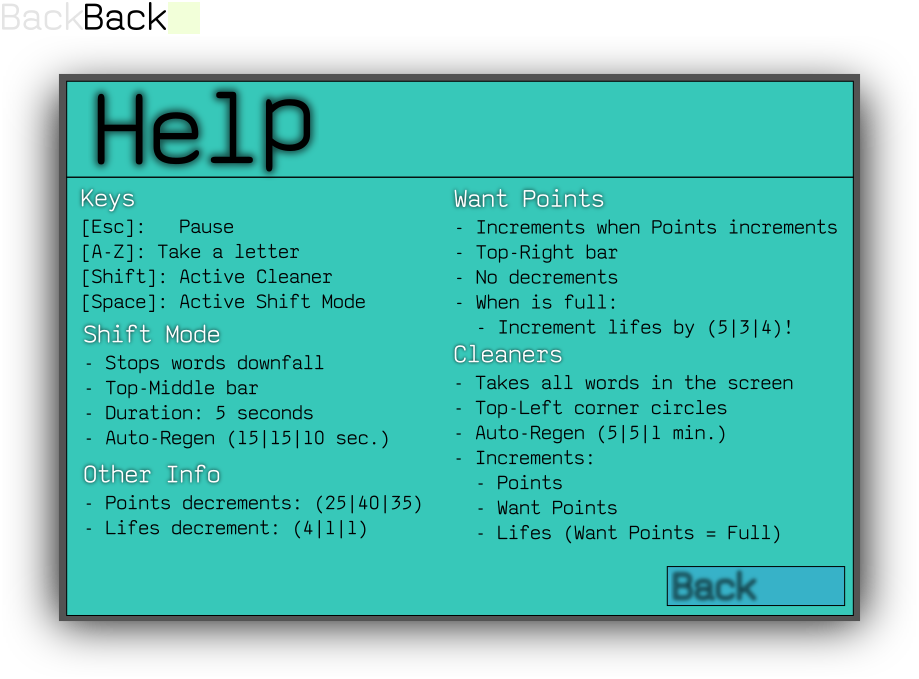 BackBack
Help
Keys
[Esc]: Pause
[A-Z]: Take a letter
[Shift]: Active Cleaner
[Space]: Active Shift Mode
Shift Mode
- Stops words downfall
- Top-Middle bar
- Duration: 5 seconds
- Auto-Regen (15|15|10 sec.)
Other Info
- Points decrements: (25|40|35)
- Lifes decrement: (4|1|1)
Want Points
- Increments when Points increments
- Top-Right bar
- No decrements
- When is full:
- Increment lifes by (5|3|4)!
Cleaners
- Takes all words in the screen
- Top-Left corner circles
- Auto-Regen (5|5|1 min.)
- Increments:
- Points
- Want Points
- Lifes (Want Points = Full)
Back